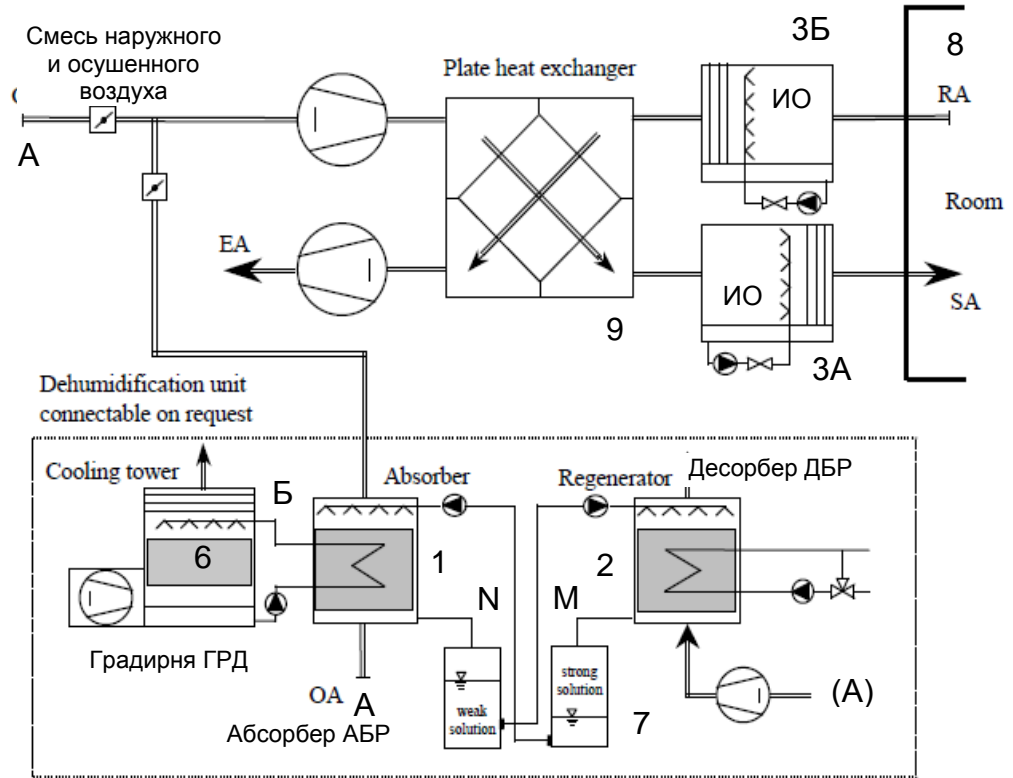 3Б
8
Смесь наружного
и осушенного
воздуха
Plate heat exchanger
ИО
RA
А
Room
EA
ИО
SA
9
3А
Dehumidification unit
connectable on request
Cooling tower
Б
Absorber
Regenerator
Десорбер ДБР
6
1
2
N
M
Градирня ГРД
OA
А
Абсорбер АБР
weak
solution
strong
solution
7
(А)